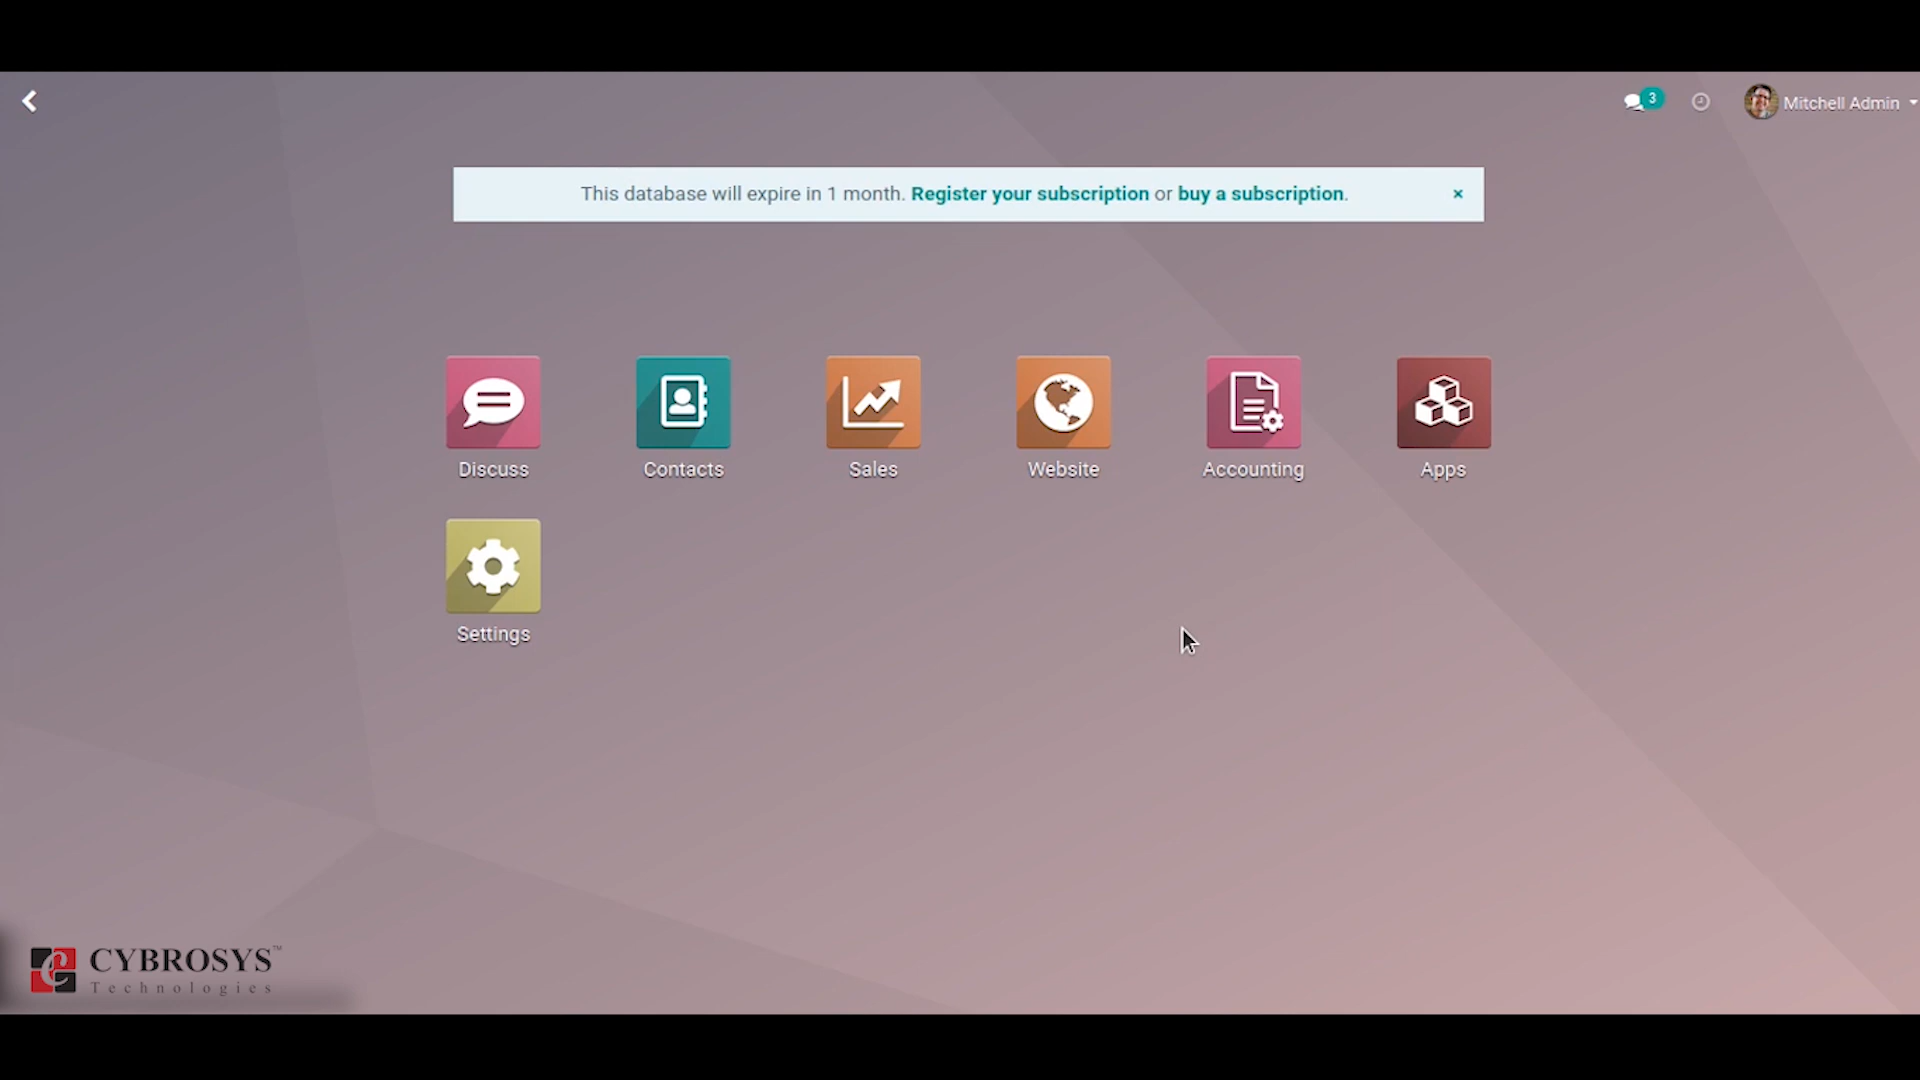 3 Mitchell Admin
This database will expire in 1 month. Register your subscription or buy a subscription. ×
Discuss Contacts Sales Website Accounting Apps
Settings
CYBROSYS™
Technologies